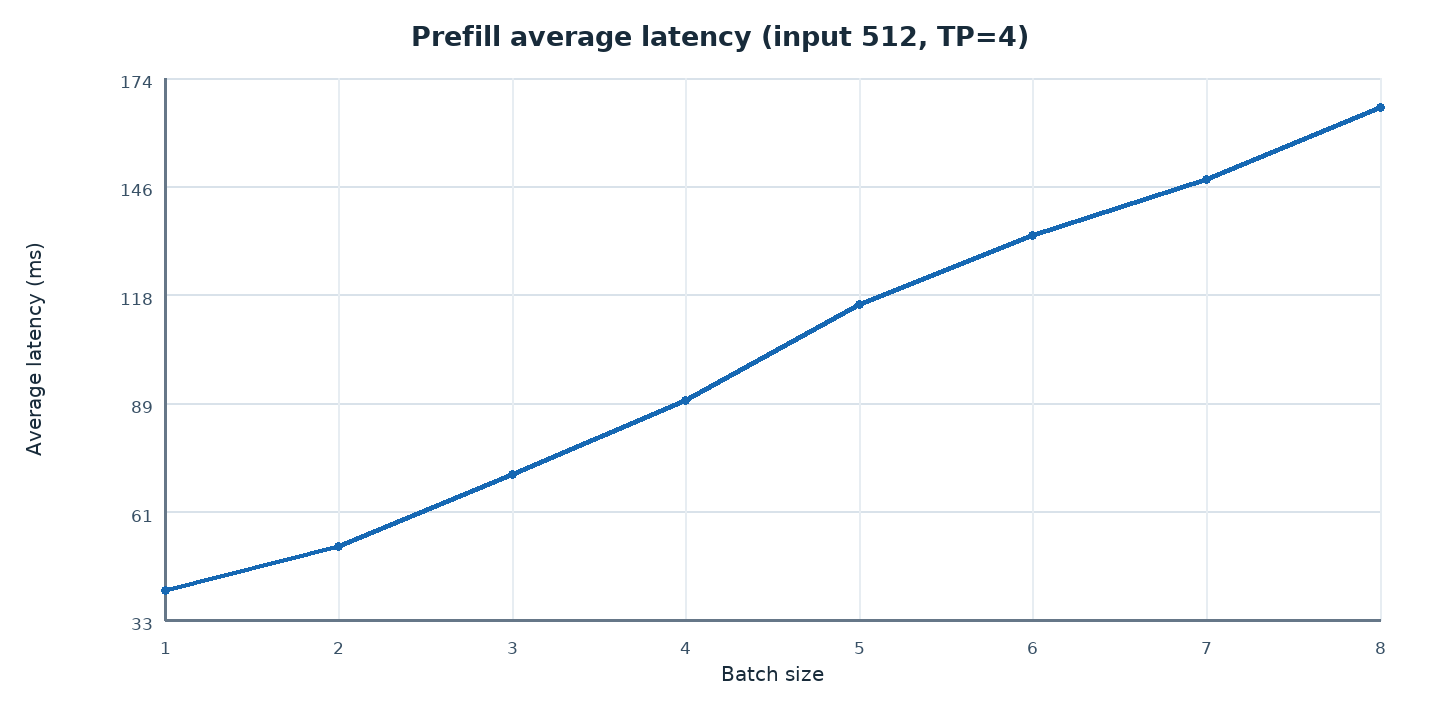 Prefill average latency (input 512, TP=4)
174
146
118
89
61
33
Average latency (ms)
1 2 3 4 5 6 7 8
Batch size